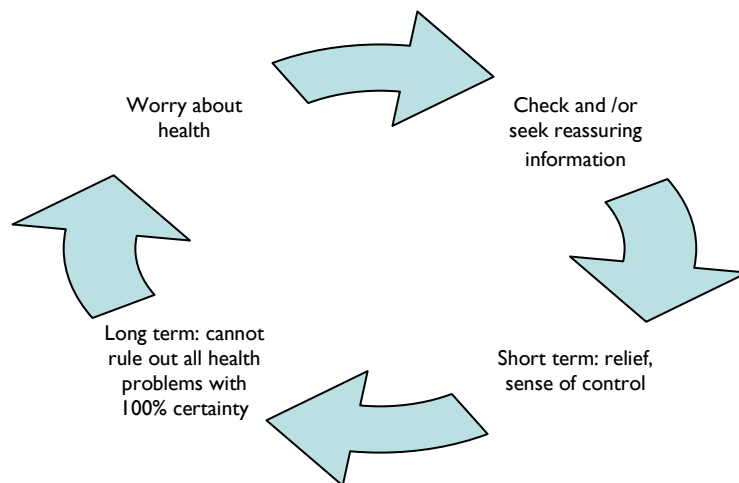 Worry about
health
Check and /or
seek reassuring
information
Short term: relief,
sense of control
Long term: cannot
rule out all health
problems with
100% certainty